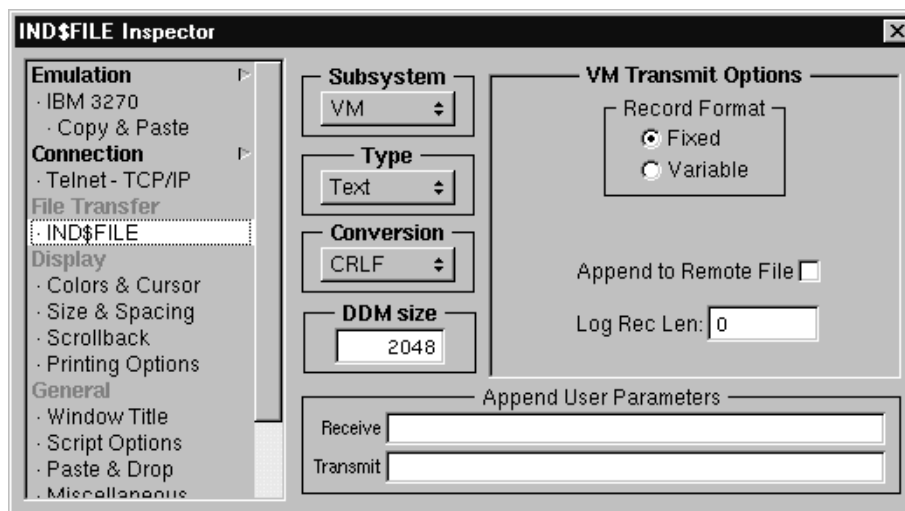 IND$FILE Inspector
Emulation
· IBM 3270
· Copy & Paste
Connection
· Telnet - TCP/IP
File Transfer
· IND$FILE
Display
· Colors & Cursor
· Size & Spacing
· Scrollback
· Printing Options
General
· Window Title
· Script Options
· Paste & Drop
· Miscellaneous
Subsystem
VM
Type
Text
Conversion
CRLF
DDM size
2048
VM Transmit Options
Record Format
Fixed
Variable
Append to Remote File
Log Rec Len: 0
Append User Parameters
Receive
Transmit